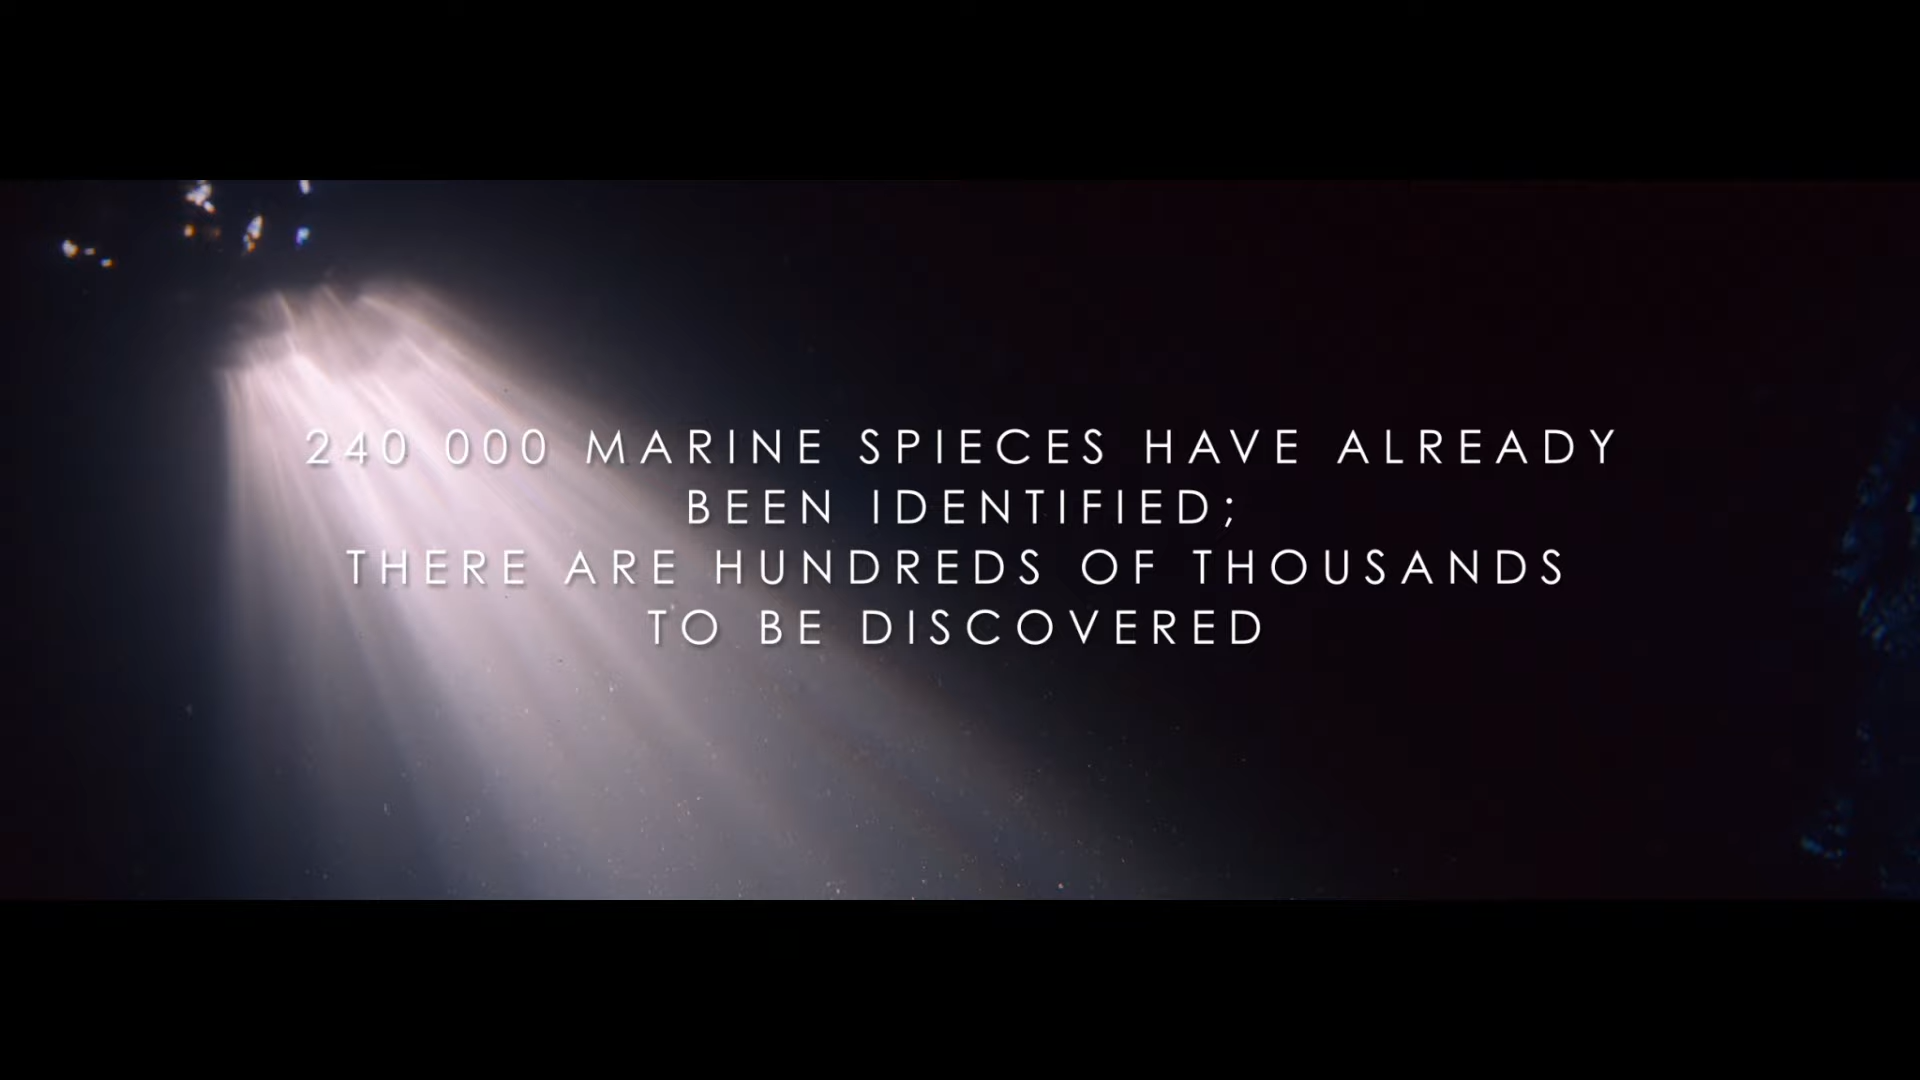 240 000 MARINE SPIECES HAVE ALREADY
BEEN IDENTIFIED;
THERE ARE HUNDREDS OF THOUSANDS
TO BE DISCOVERED